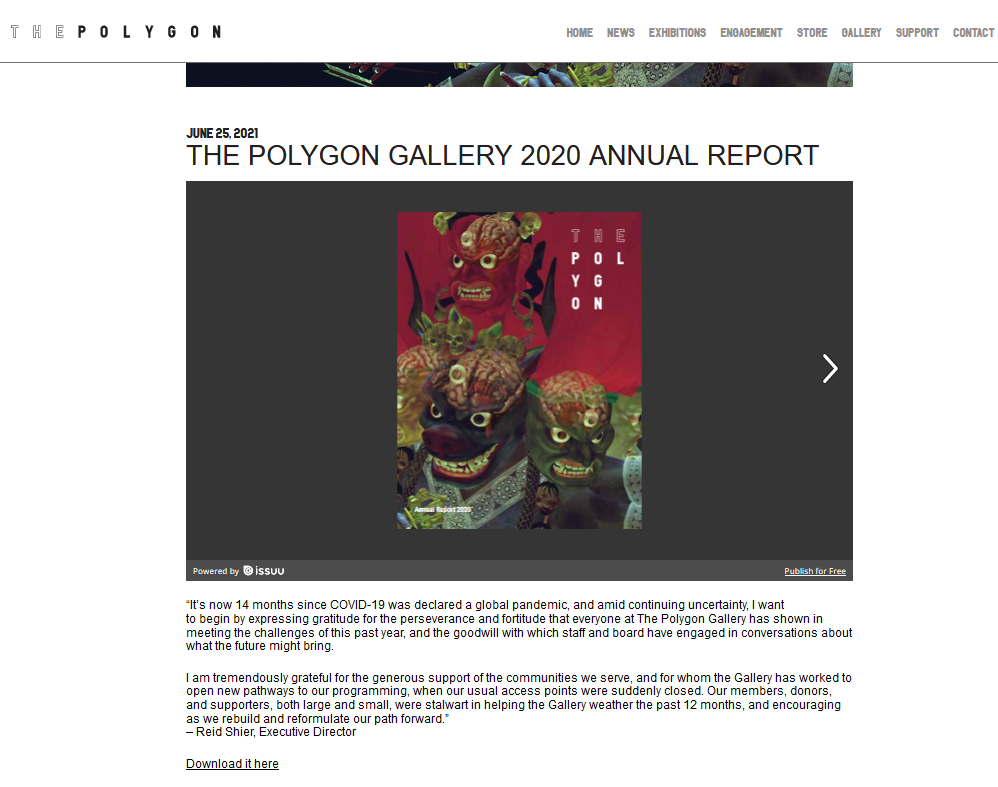 THE POLYGON
HOME NEWS EXHIBITIONS ENGAGEMENT STORE GALLERY SUPPORT CONTACT
JUNE 25, 2021
THE POLYGON GALLERY 2020 ANNUAL REPORT
THE
POL
YG
ON
Annual Report 2020
Powered by issuu
Publish for Free
“It’s now 14 months since COVID-19 was declared a global pandemic, and amid continuing uncertainty, I want
to begin by expressing gratitude for the perseverance and fortitude that everyone at The Polygon Gallery has shown in
meeting the challenges of this past year, and the goodwill with which staff and board have engaged in conversations about
what the future might bring.
I am tremendously grateful for the generous support of the communities we serve, and for whom the Gallery has worked to
open new pathways to our programming, when our usual access points were suddenly closed. Our members, donors,
and supporters, both large and small, were stalwart in helping the Gallery weather the past 12 months, and encouraging
as we rebuild and reformulate our path forward.”
– Reid Shier, Executive Director
Download it here